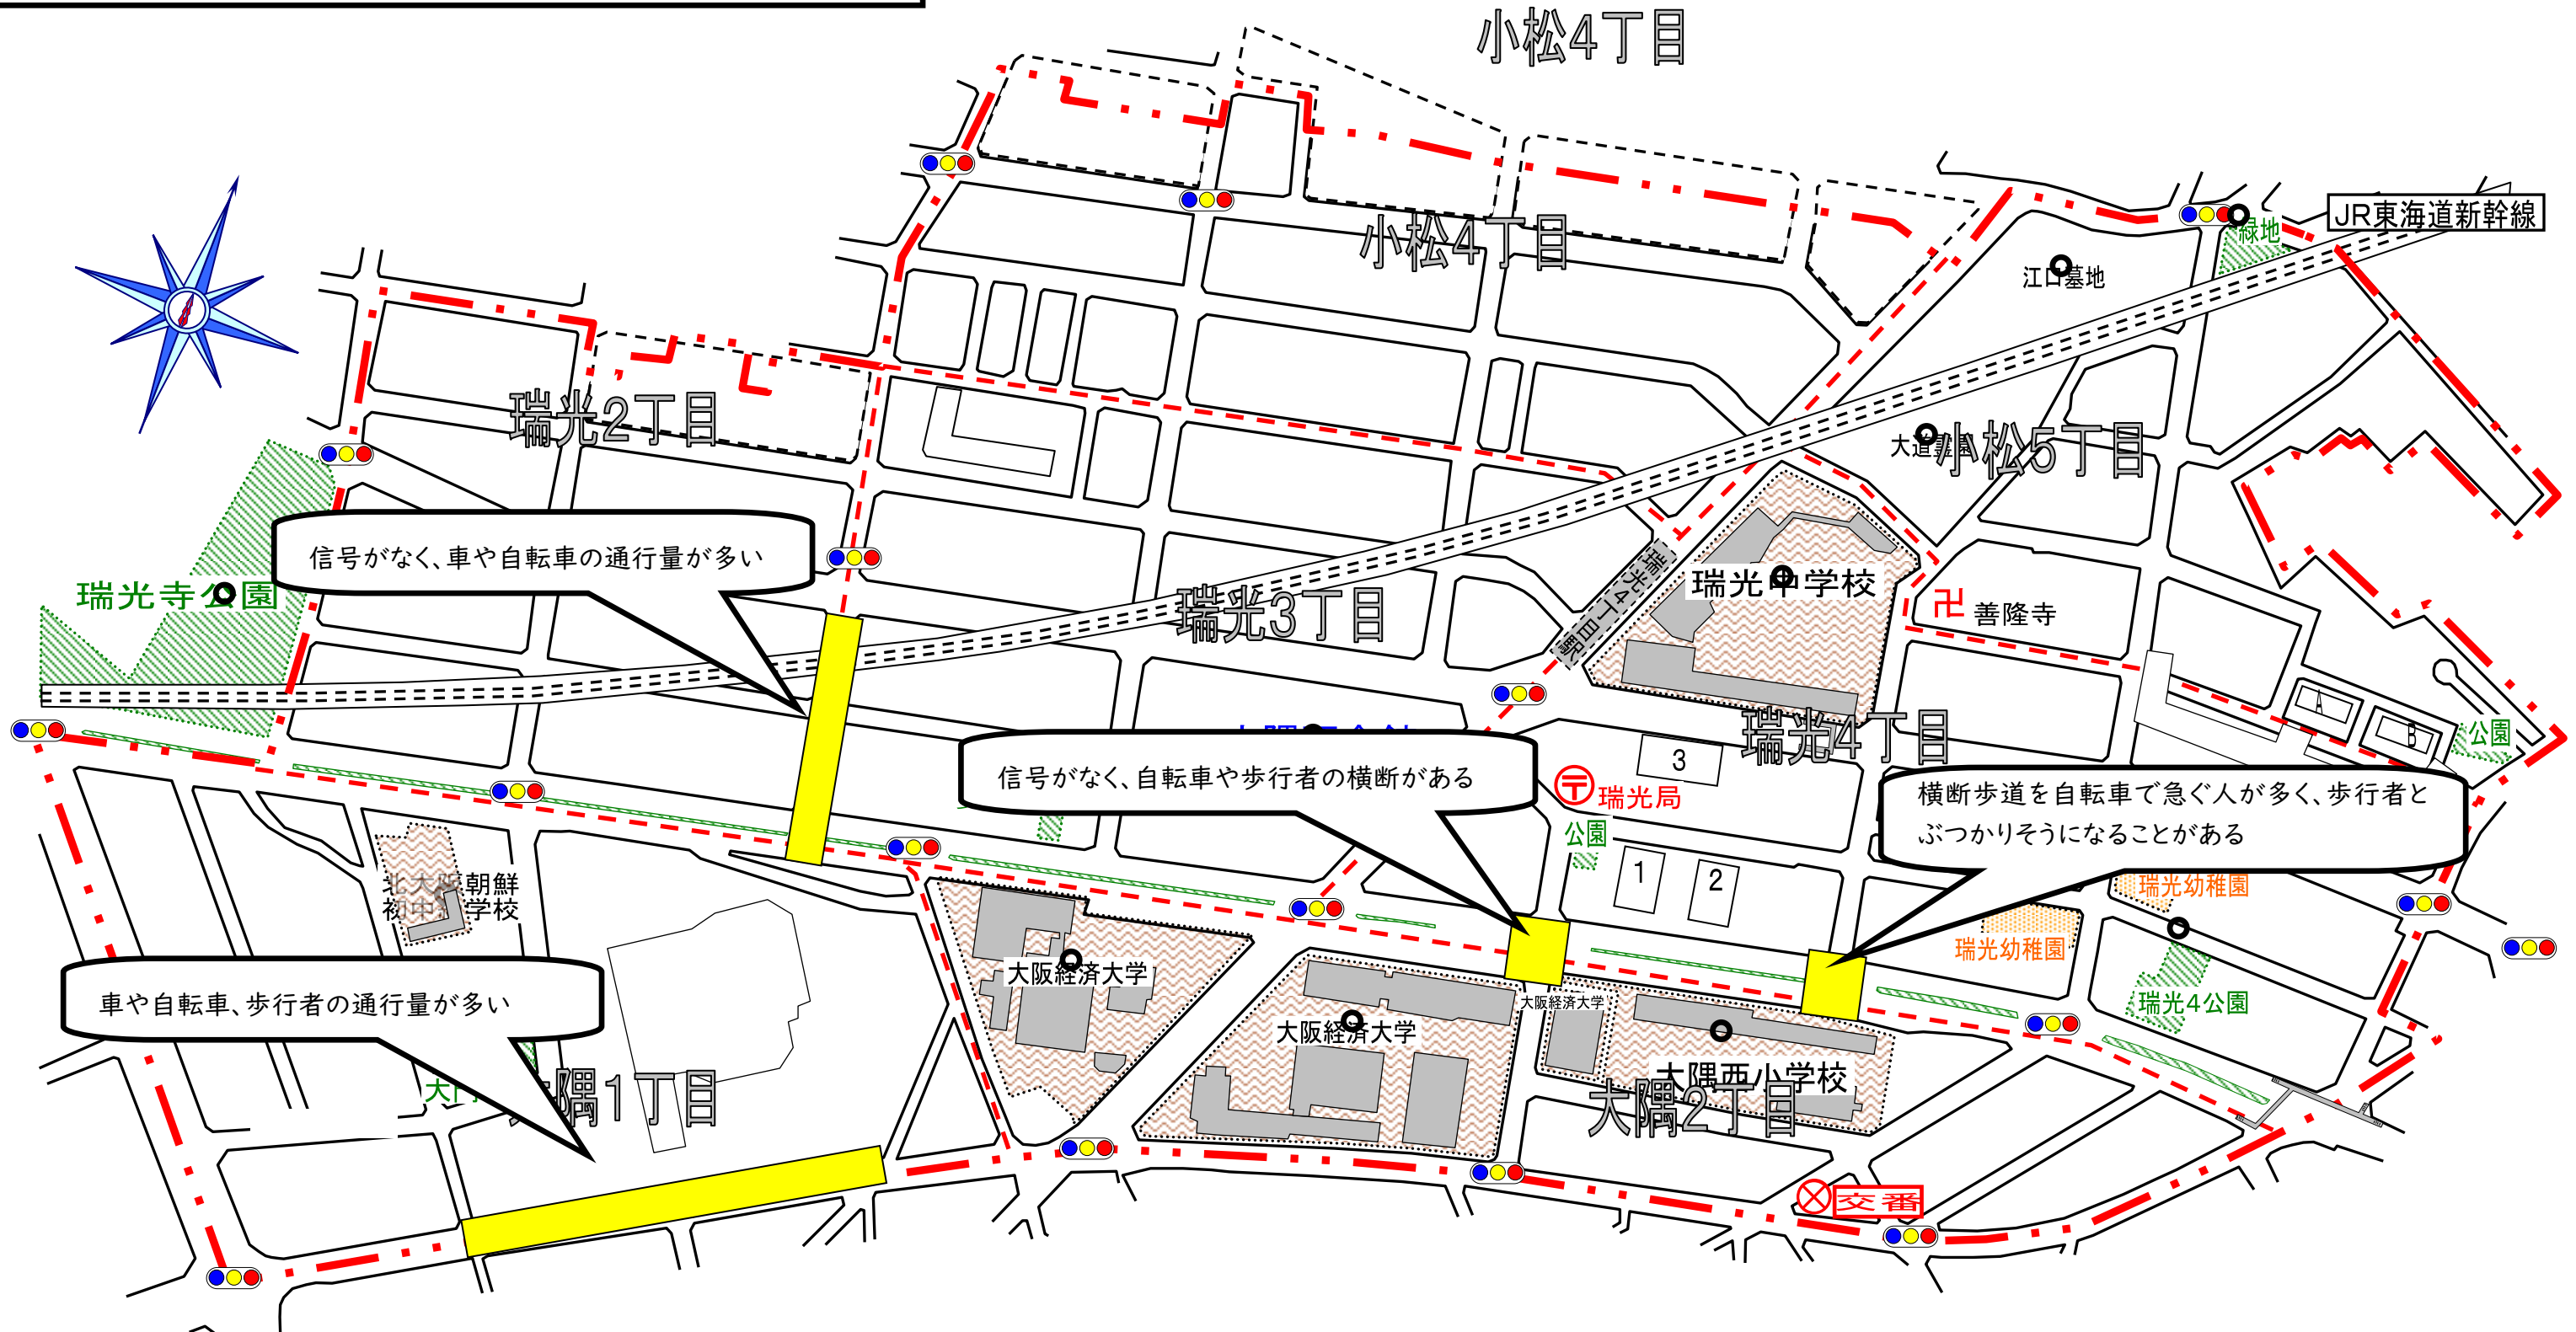 小松4丁目
JR東海道新幹線
緑地
小松4丁目
江口墓地
瑞光2丁目
大道霊園
小松5丁目
信号がなく、車や自転車の通行量が多い
瑞光寺公園
瑞光4丁目駅
瑞光中学校
瑞光3丁目
卍 善隆寺
A
B
公園
瑞光4丁目
信号がなく、自転車や歩行者の横断がある
3
〒 瑞光局
公園
1
2
横断歩道を自転車で急ぐ人が多く、歩行者と
ぶつかりそうになることがある
北大阪朝鮮
初中級学校
瑞光幼稚園
瑞光幼稚園
瑞光4公園
大阪経済大学
大阪経済大学
大阪経済大学
車や自転車、歩行者の通行量が多い
大隅西小学校
大隅1丁目
大隅2丁目
交番